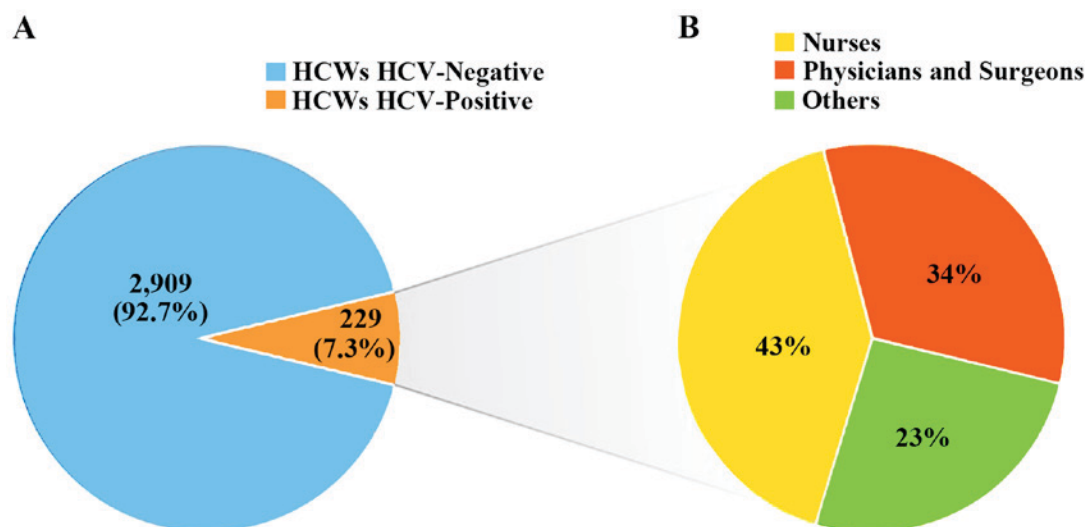 A
HCWs HCV-Negative
HCWs HCV-Positive
2,909
(92.7%)
229
(7.3%)
B
Nurses
Physicians and Surgeons
Others
34%
43%
23%